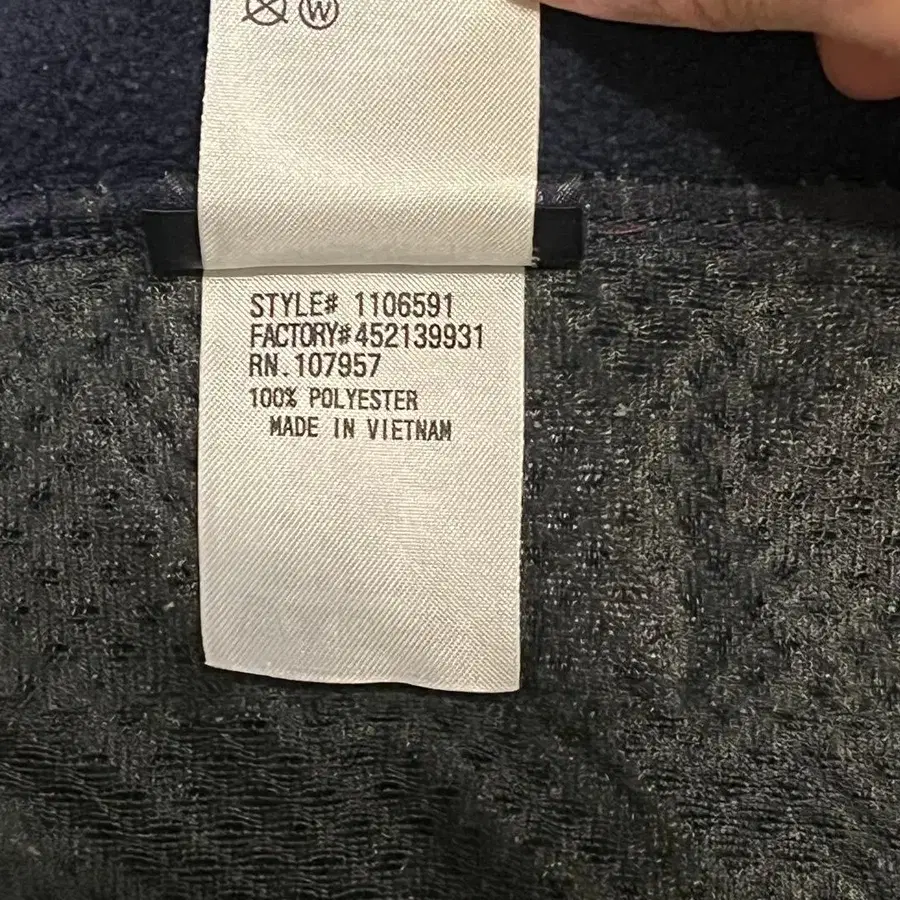 W
STYLE# 1106591
FACTORY#452139931
RN.107957
100% POLYESTER
MADE IN VIETNAM